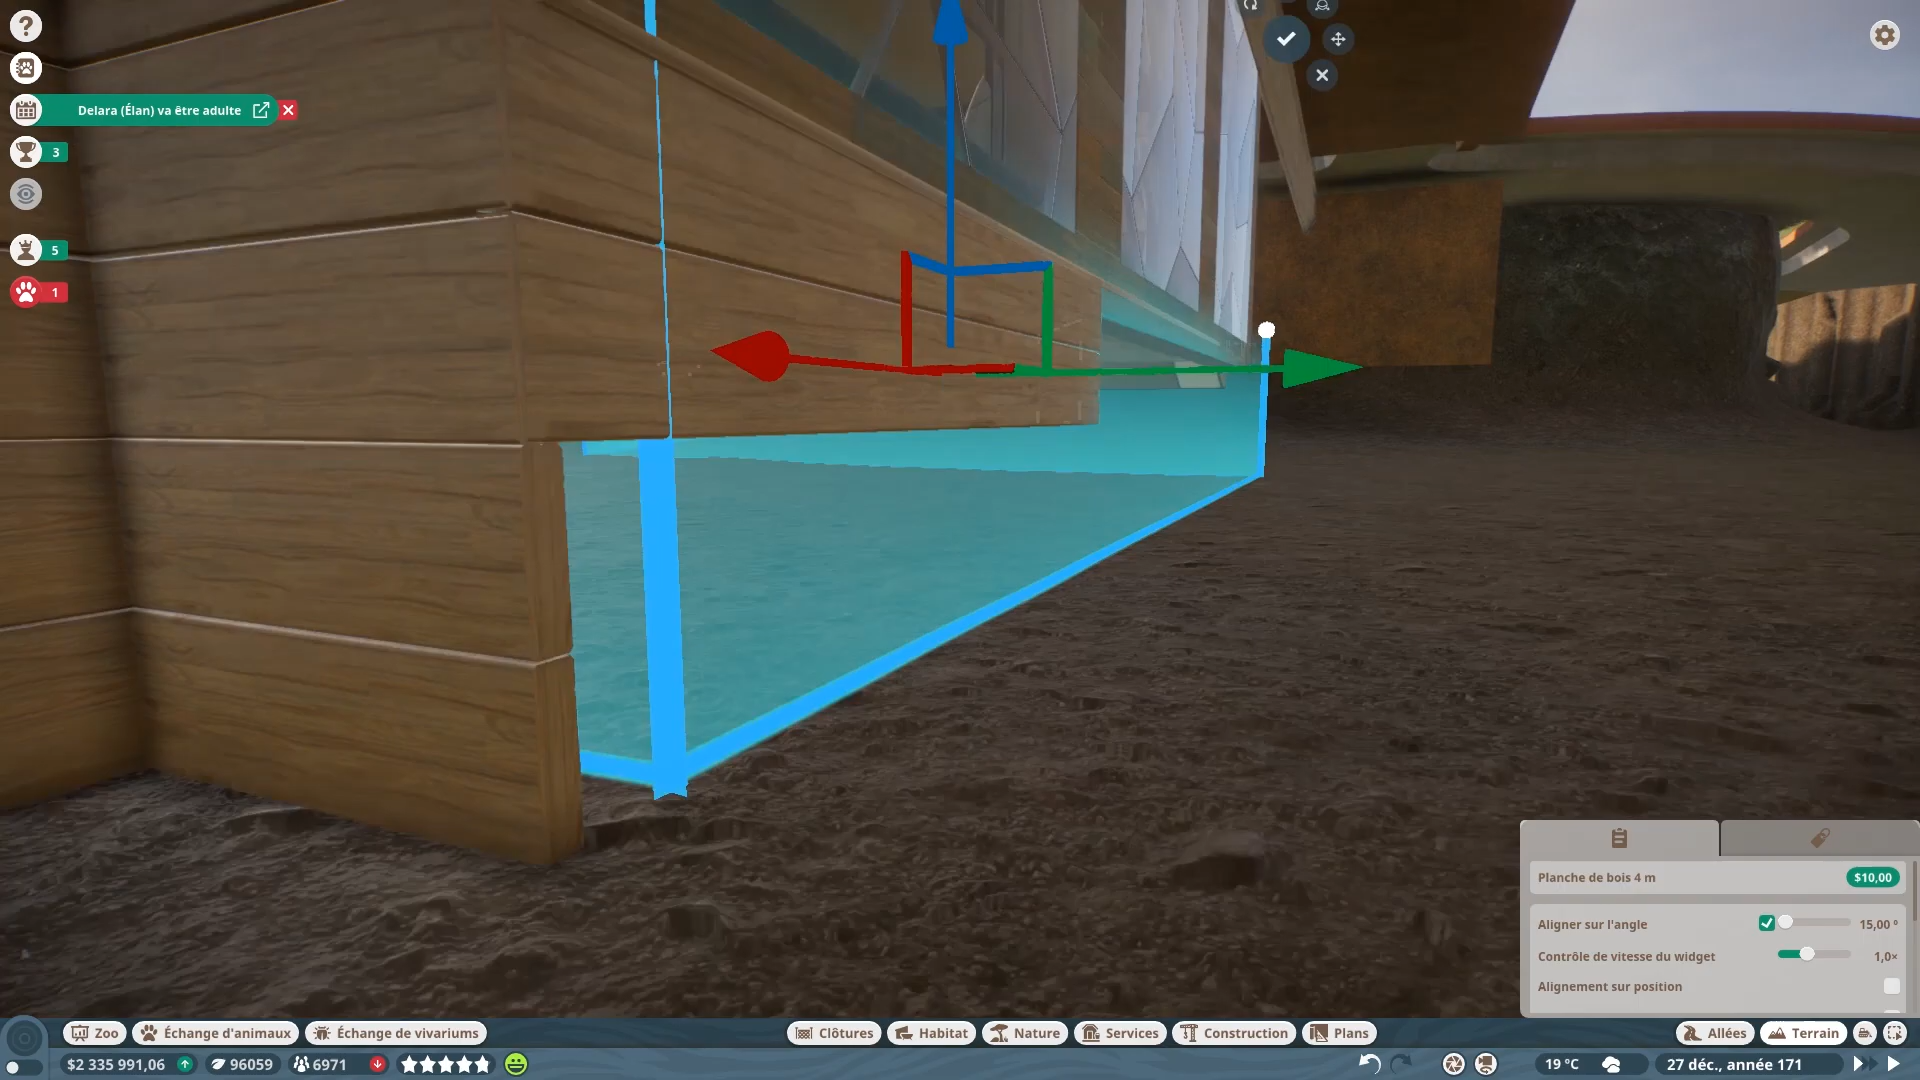 ?
Delara (Élan) va être adulte
3
5
1
Planche de bois 4 m
$10,00
Aligner sur l'angle
15,00 °
Contrôle de vitesse du widget
1,0×
Alignement sur position
Zoo
Échange d'animaux
Échange de vivariums
Clôtures
Habitat
Nature
Services
Construction
Plans
Allées
Terrain
$2 335 991,06
96059
6971
19 °C
27 déc., année 171